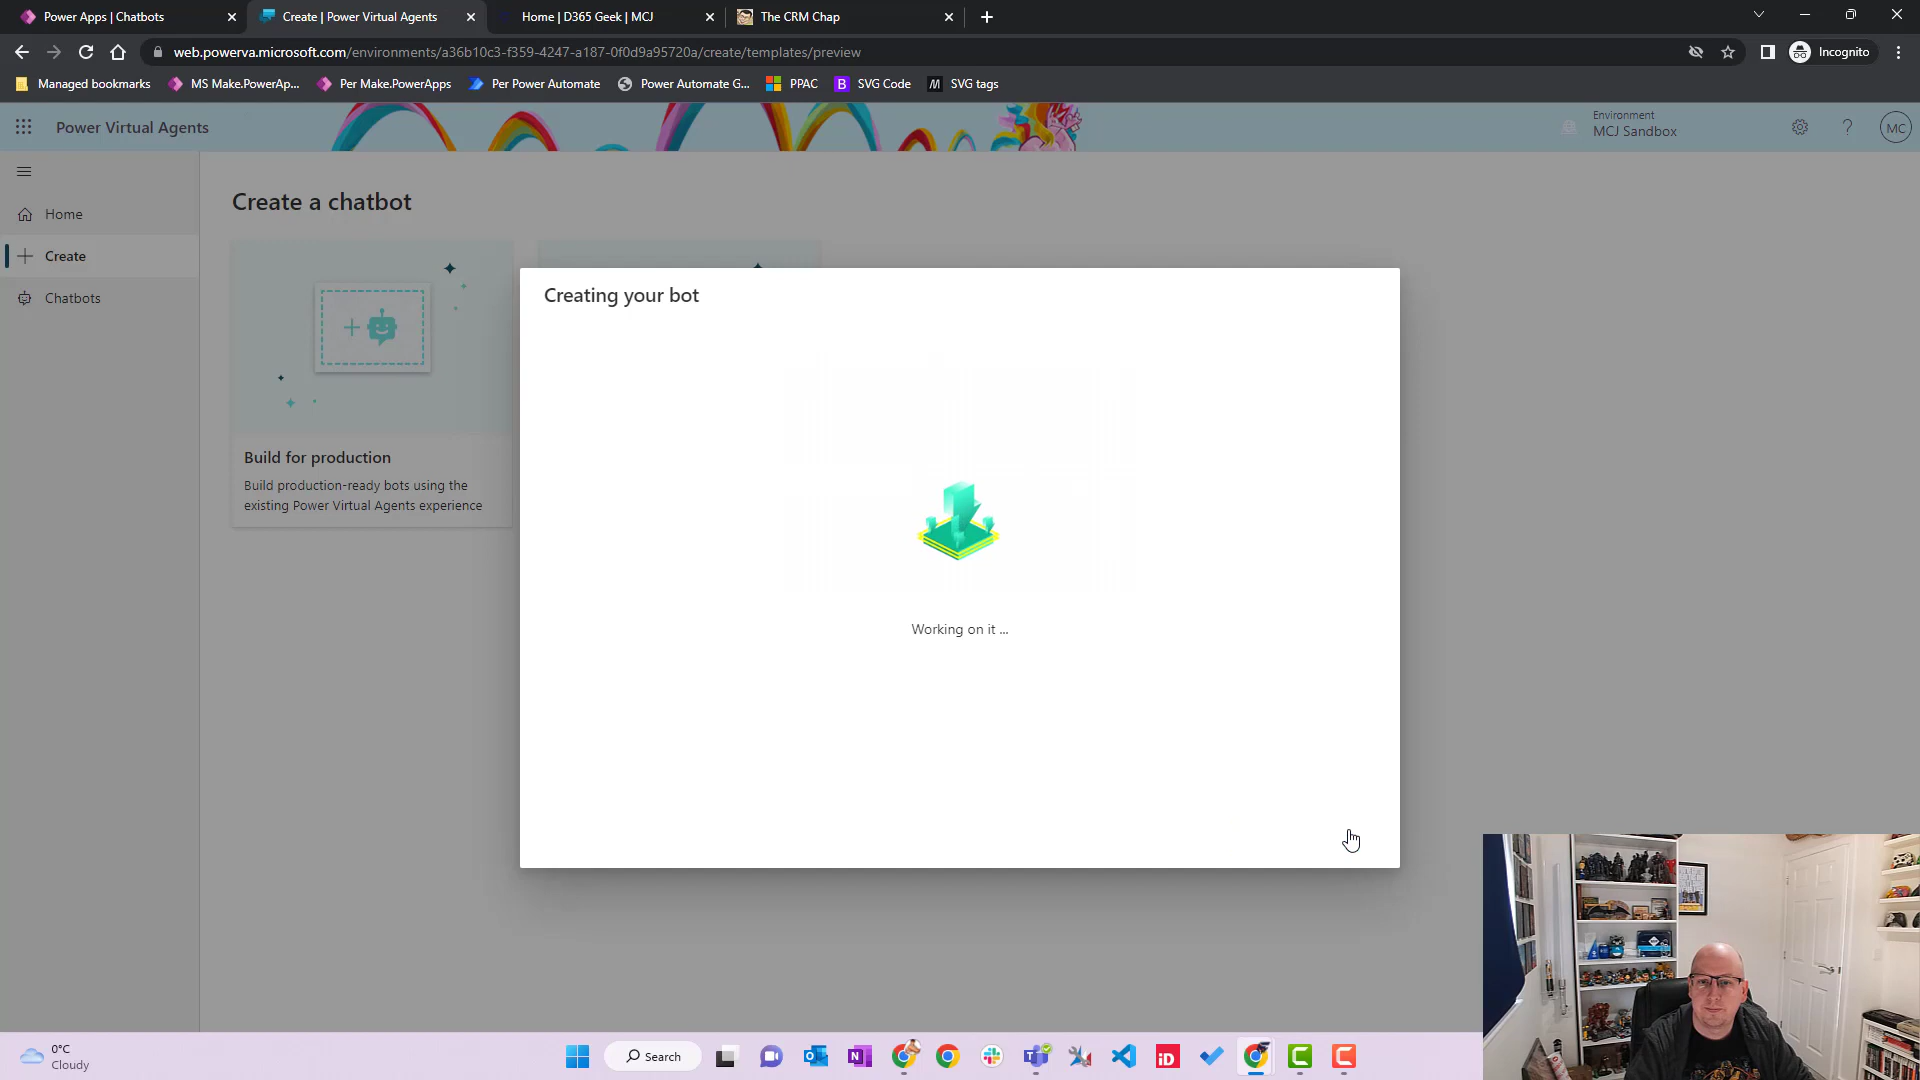 Power Apps | Chatbots
Create | Power Virtual Agents
Home | D365 Geek | MCJ
The CRM Chap
web.powerva.microsoft.com/environments/a36b10c3-f359-4247-a187-0f0d9a95720a/create/templates/preview
Incognito
Managed bookmarks
MS Make.PowerAp...
Per Make.PowerApps
Per Power Automate
Power Automate G...
PPAC
SVG Code
SVG tags
Power Virtual Agents
Environment
MCJ Sandbox
MC
Home
Create
Chatbots
Create a chatbot
Build for production
Build production-ready bots using the
existing Power Virtual Agents experience
Creating your bot
Working on it ...
0°C
Cloudy
Search